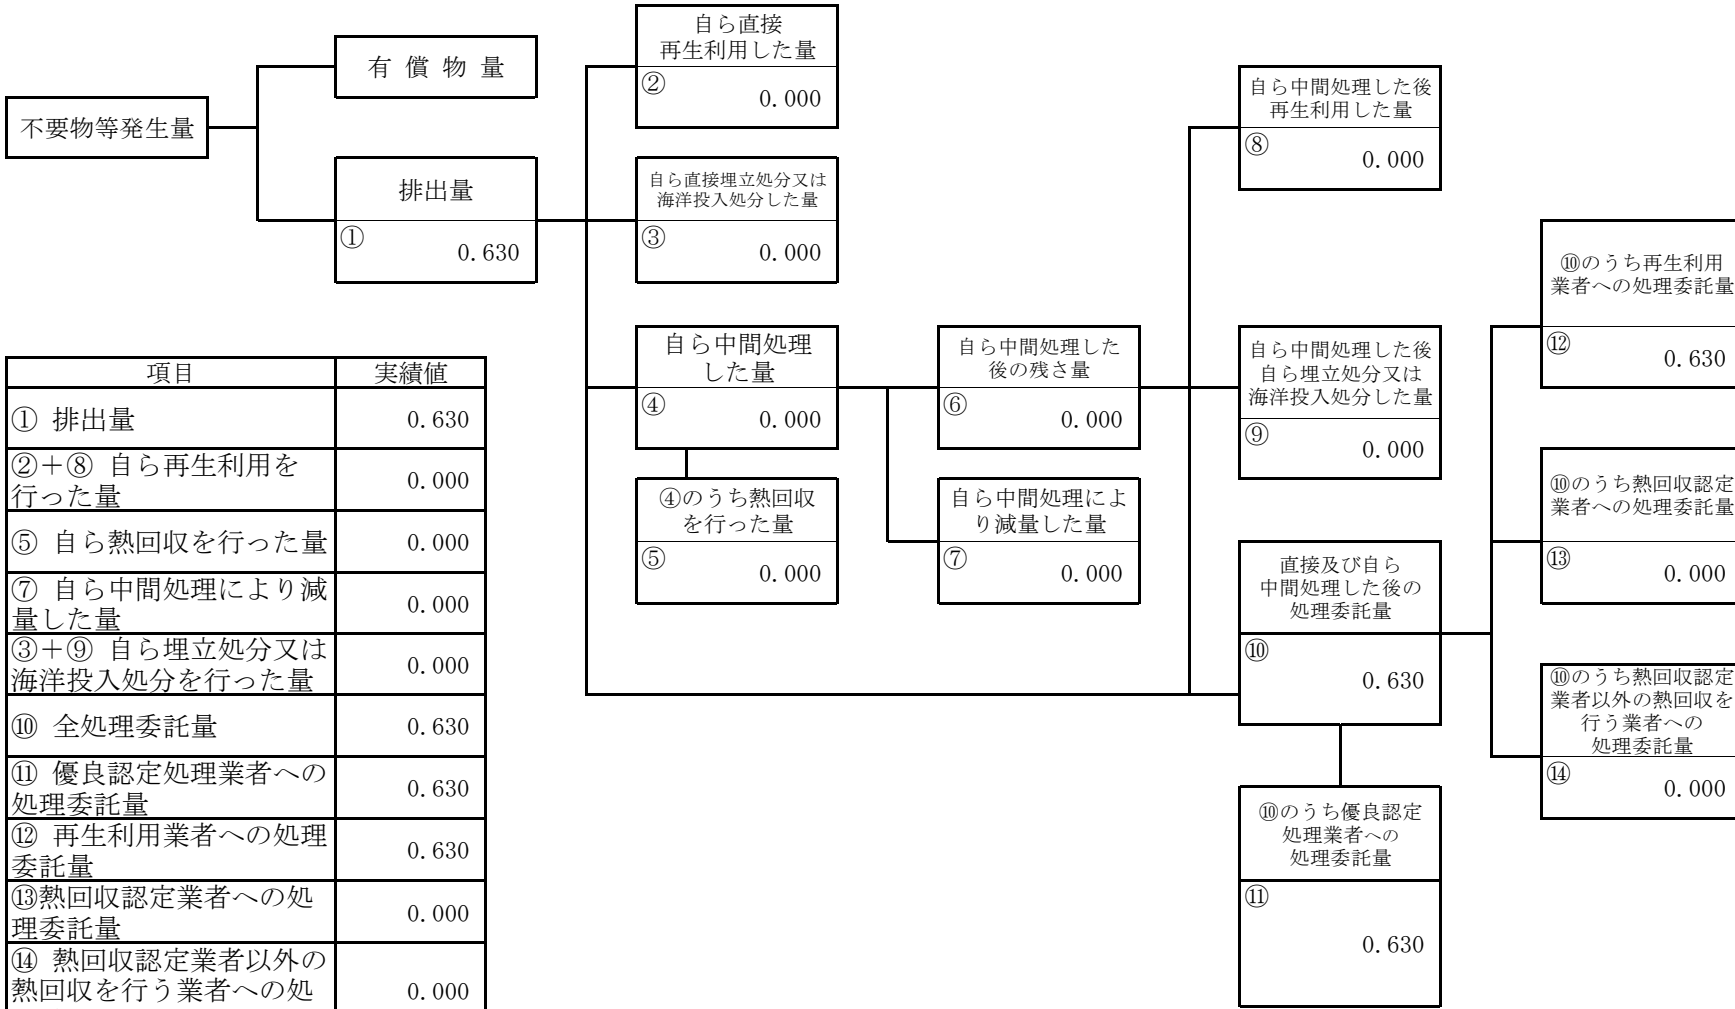 不要物等発生量
有 償 物 量
排出量
①
0.630
自ら直接
再生利用した量
②
0.000
自ら直接埋立処分又は
海洋投入処分した量
③
0.000
自ら中間処理
した量
④
0.000
④のうち熱回収
を行った量
⑤
0.000
自ら中間処理した
後の残さ量
⑥
0.000
自ら中間処理によ
り減量した量
⑦
0.000
自ら中間処理した後
再生利用した量
⑧
0.000
自ら中間処理した後
自ら埋立処分又は
海洋投入処分した量
⑨
0.000
直接及び自ら
中間処理した後の
処理委託量
⑩
0.630
⑩のうち優良認定
処理業者への
処理委託量
⑪
0.630
⑩のうち再生利用
業者への処理委託量
⑫
0.630
⑩のうち熱回収認定
業者への処理委託量
⑬
0.000
⑩のうち熱回収認定
業者以外の熱回収を
行う業者への
処理委託量
⑭
0.000
項目 実績値
① 排出量 0.630
②＋⑧ 自ら再生利用を
行った量 0.000
⑤ 自ら熱回収を行った量 0.000
⑦ 自ら中間処理により減
量した量 0.000
③＋⑨ 自ら埋立処分又は
海洋投入処分を行った量 0.000
⑩ 全処理委託量 0.630
⑪ 優良認定処理業者への
処理委託量 0.630
⑫ 再生利用業者への処理
委託量 0.630
⑬熱回収認定業者への処
理委託量 0.000
⑭ 熱回収認定業者以外の
熱回収を行う業者への処 0.000